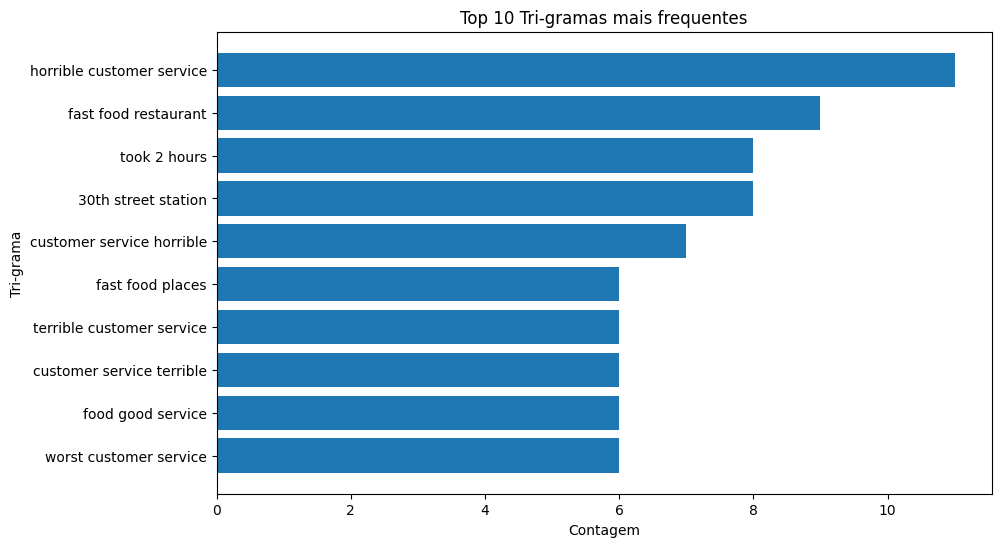 Top 10 Tri-gramas mais frequentes
horrible customer service
fast food restaurant
took 2 hours
30th street station
customer service horrible
fast food places
terrible customer service
customer service terrible
food good service
worst customer service
Tri-grama
0 2 4 6 8 10
Contagem